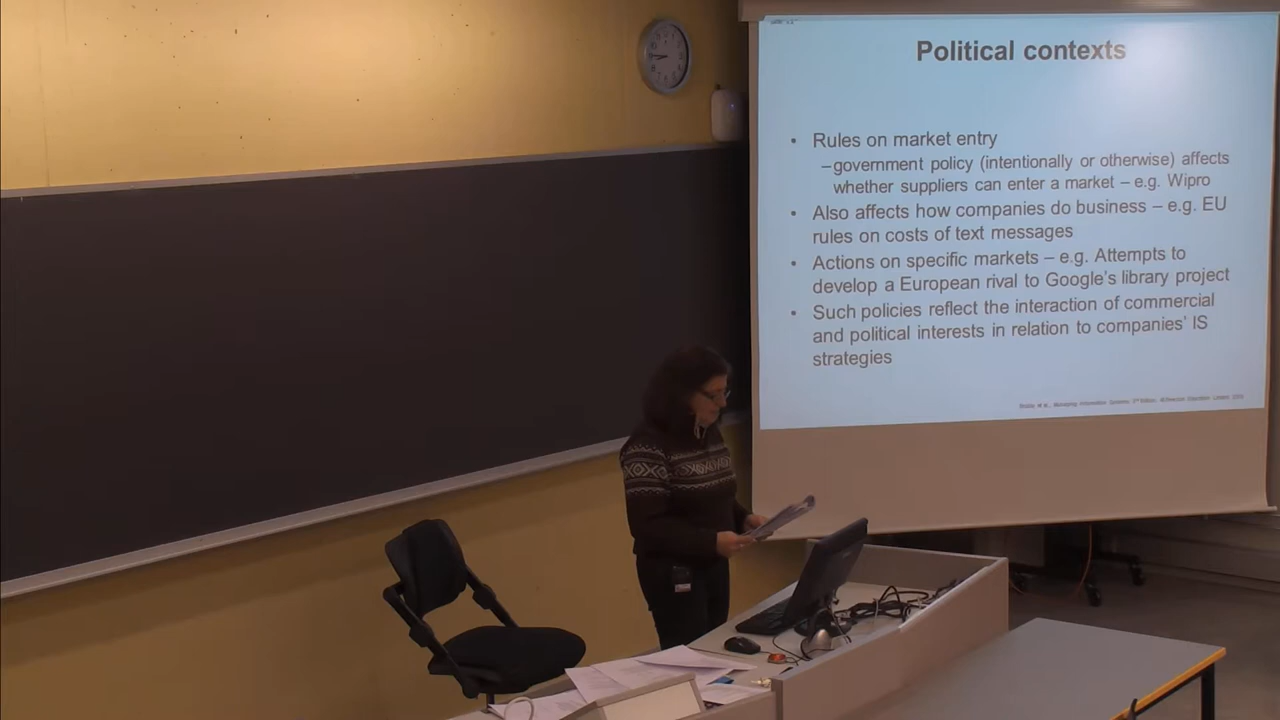 Political contexts
• Rules on market entry
–government policy (intentionally or otherwise) affects
whether suppliers can enter a market – e.g. Wipro
• Also affects how companies do business – e.g. EU
rules on costs of text messages
• Actions on specific markets – e.g. Attempts to
develop a European rival to Google's library project
• Such policies reflect the interaction of commercial
and political interests in relation to companies' IS
strategies